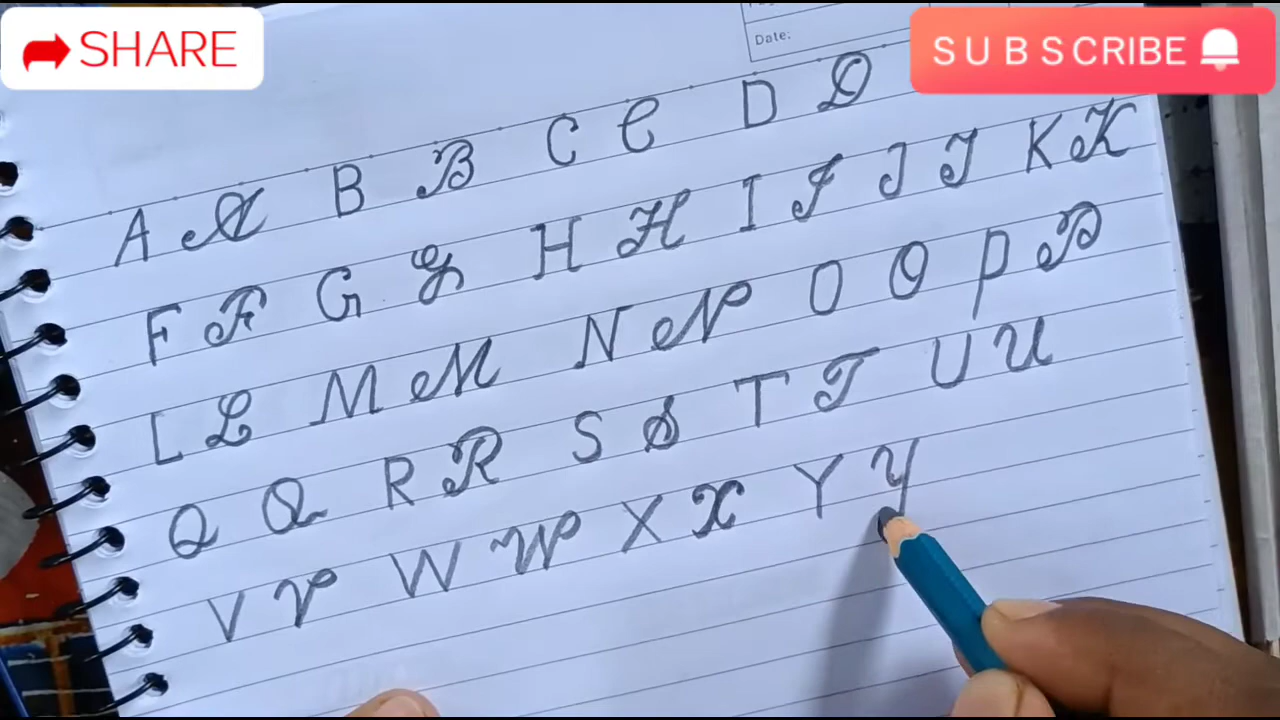 SHARE
SUBSCRIBE
Date:
A A B B C C D D
F F G G H H I I J J K K
L L M M N N O O P P
Q Q R R S S T T U U
V V W W X X Y Y